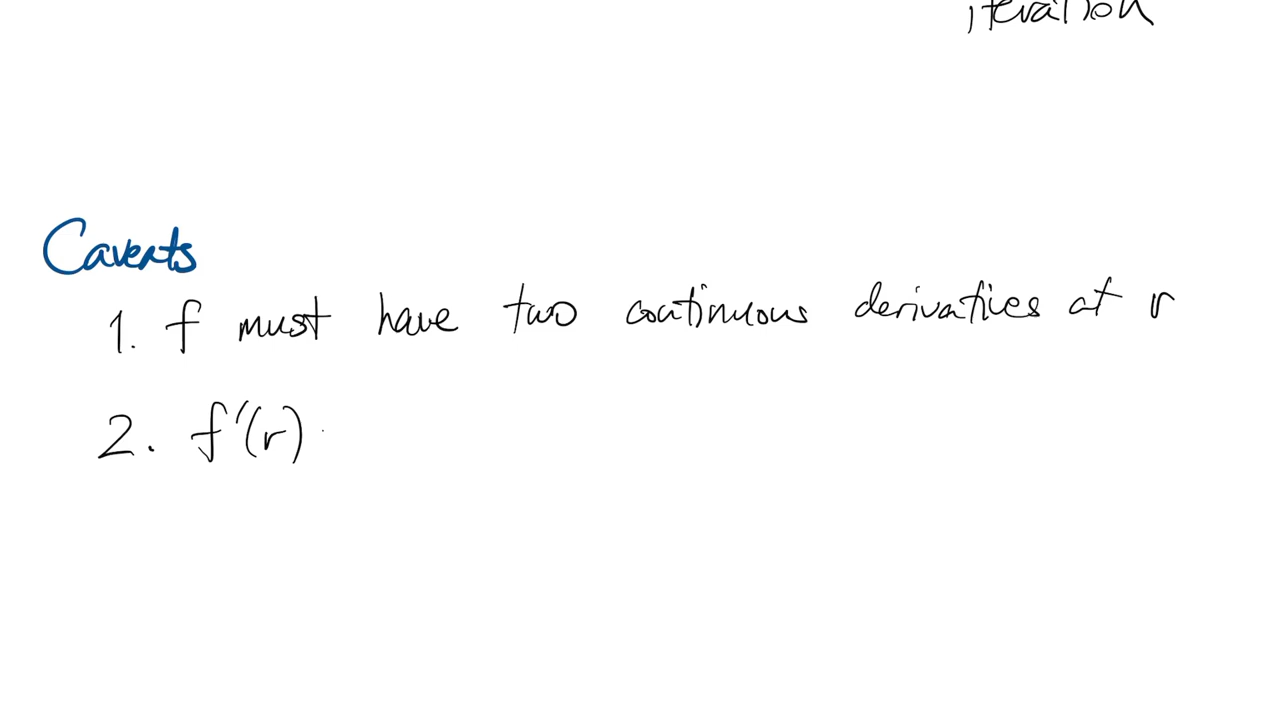 iteration
Caveats
1. f must have two continuous derivatives at r
2. f'(r)